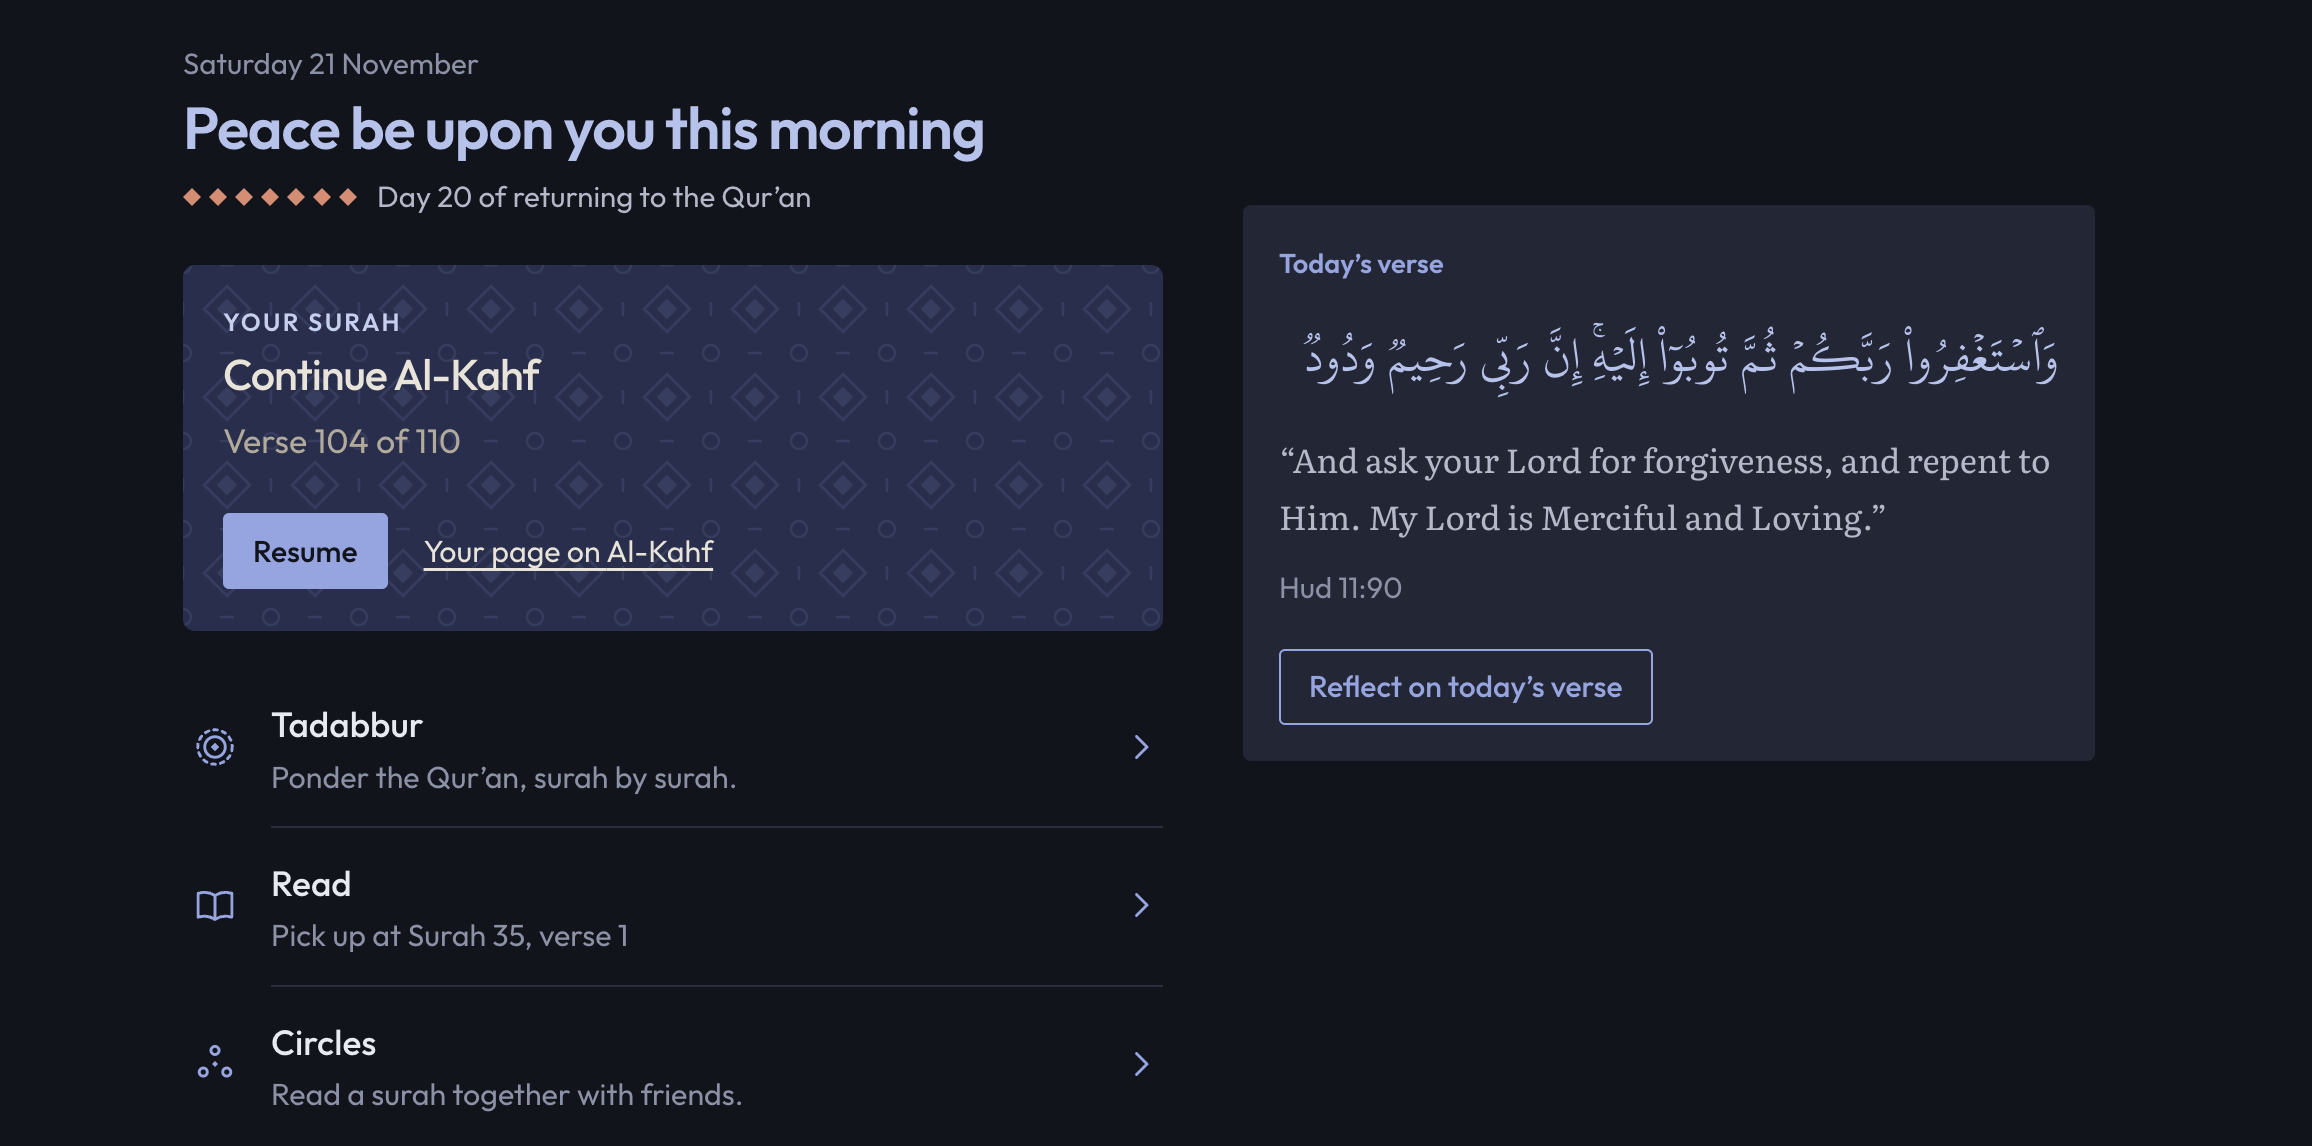 Saturday 21 November
Peace be upon you this morning
Day 20 of returning to the Qur’an
YOUR SURAH
Continue Al-Kahf
Verse 104 of 110
Resume
Your page on Al-Kahf
Tadabbur
Ponder the Qur’an, surah by surah.
Read
Pick up at Surah 35, verse 1
Circles
Read a surah together with friends.
Today’s verse
وَٱسۡتَغۡفِرُواْ رَبَّكُمۡ ثُمَّ تُوبُوٓاْ إِلَيۡهِۚ إِنَّ رَبِّي رَحِيمٞ وَدُودٞ
“And ask your Lord for forgiveness, and repent to
Him. My Lord is Merciful and Loving.”
Hud 11:90
Reflect on today’s verse